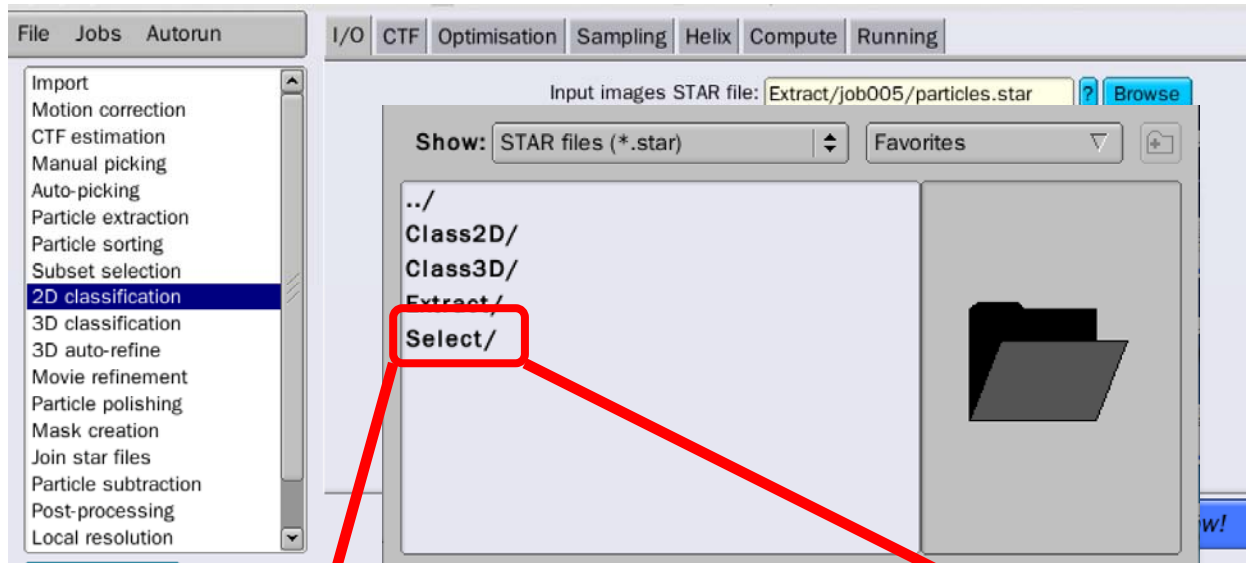 File Jobs Autorun
I/O CTF Optimisation Sampling Helix Compute Running
Import
Motion correction
CTF estimation
Manual picking
Auto-picking
Particle extraction
Particle sorting
Subset selection
2D classification
3D classification
3D auto-refine
Movie refinement
Particle polishing
Mask creation
Join star files
Particle subtraction
Post-processing
Local resolution
Input images STAR file: Extract/job005/particles.star ? Browse
Show: STAR files (*.star) Favorites
../
Class2D/
Class3D/
Extract/
Select/
w!